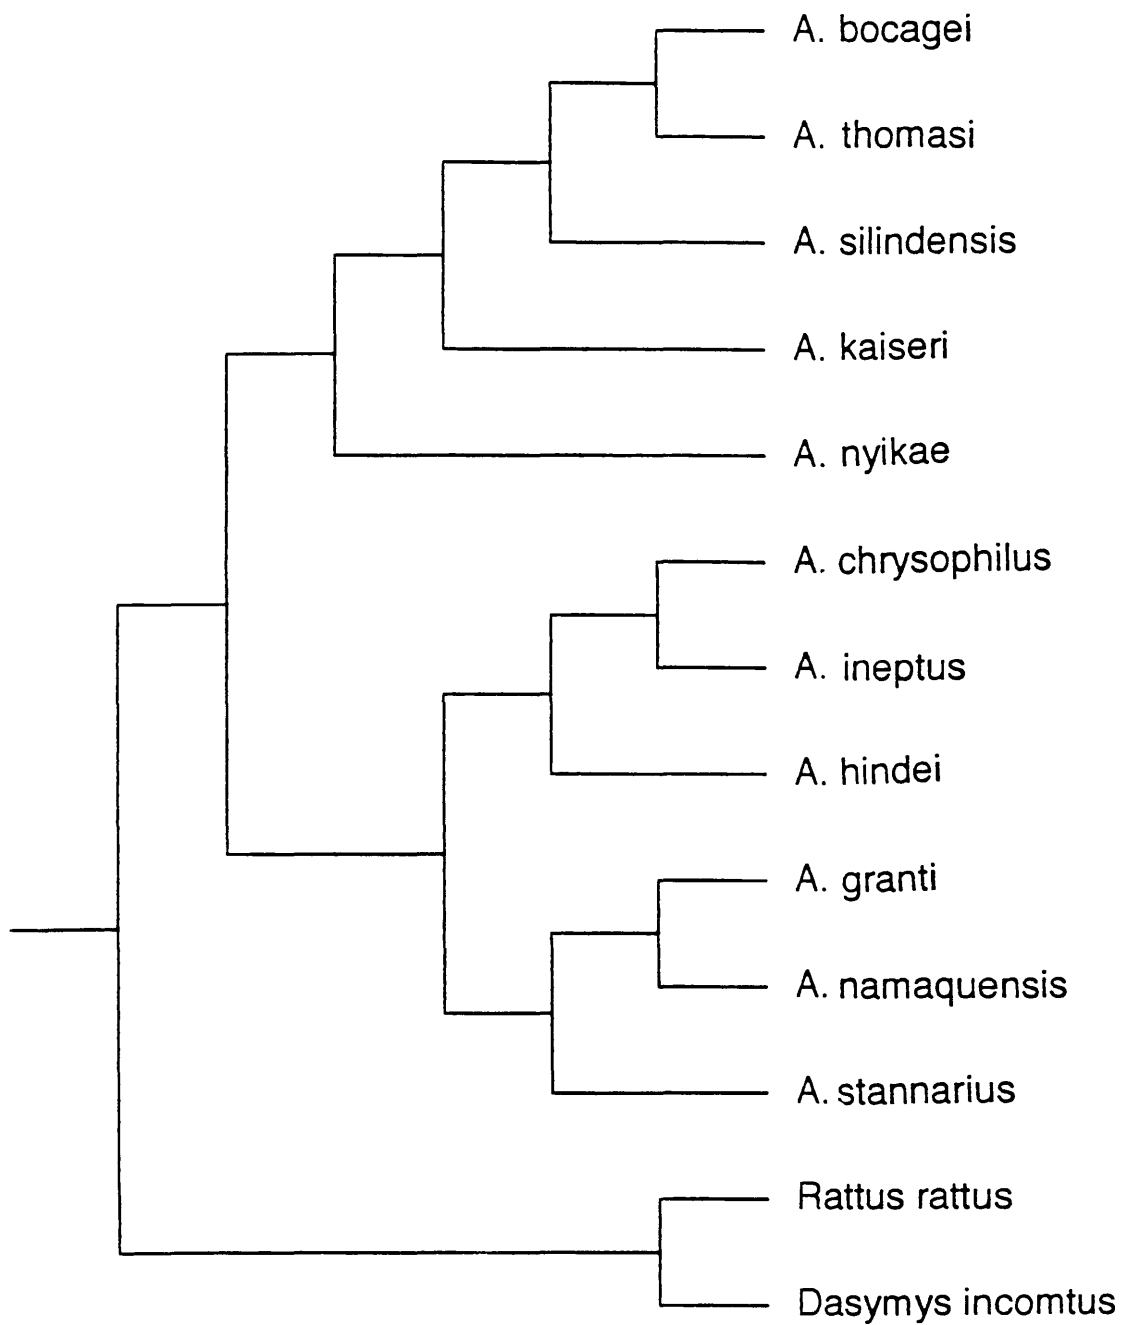 A. bocagei
A. thomasi
A. silindensis
A. kaiseri
A. nyikae
A. chrysophilus
A. ineptus
A. hindei
A. granti
A. namaquensis
A. stannarius
Rattus rattus
Dasymys incomtus